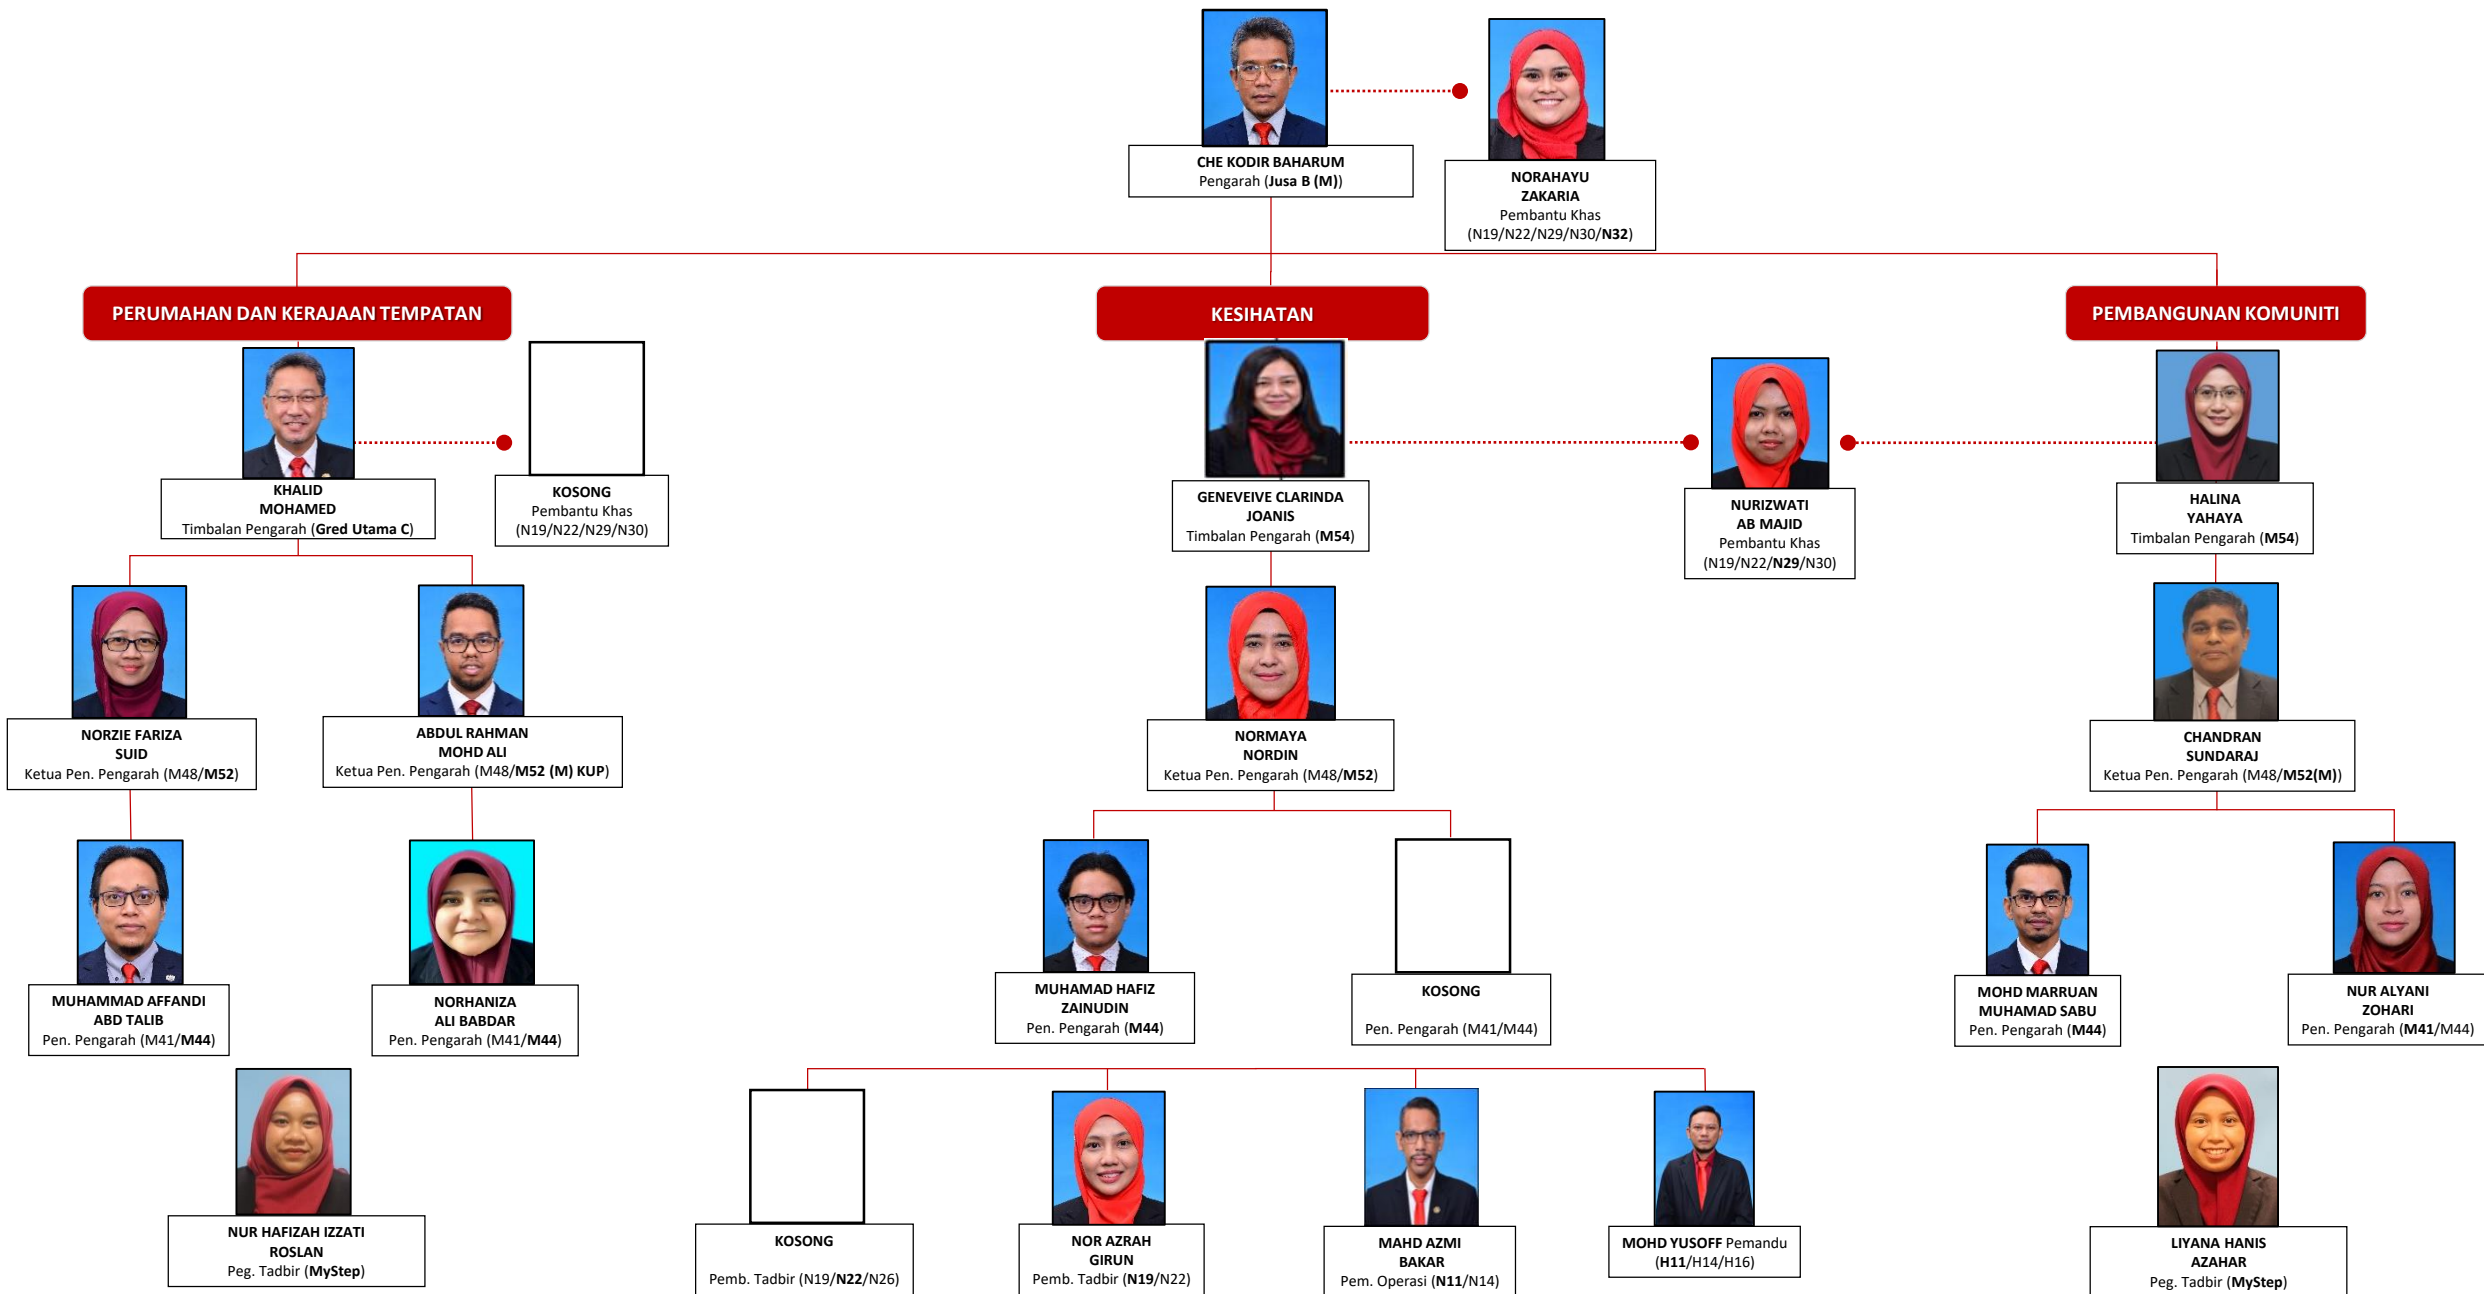 CHE KODIR BAHARUM
Pengarah (Jusa B (M))
NORAHAYU
ZAKARIA
Pembantu Khas
(N19/N22/N29/N30/N32)
PERUMAHAN DAN KERAJAAN TEMPATAN
KESIHATAN
PEMBANGUNAN KOMUNITI
KHALID
MOHAMED
Timbalan Pengarah (Gred Utama C)
KOSONG
Pembantu Khas
(N19/N22/N29/N30)
GENEVEIVE CLARINDA
JOANIS
Timbalan Pengarah (M54)
NURIZWATI
AB MAJID
Pembantu Khas
(N19/N22/N29/N30)
HALINA
YAHAYA
Timbalan Pengarah (M54)
NORZIE FARIZA
SUID
Ketua Pen. Pengarah (M48/M52)
ABDUL RAHMAN
MOHD ALI
Ketua Pen. Pengarah (M48/M52 (M) KUP)
NORMAYA
NORDIN
Ketua Pen. Pengarah (M48/M52)
CHANDRAN
SUNDARAJ
Ketua Pen. Pengarah (M48/M52(M))
MUHAMMAD AFFANDI
ABD TALIB
Pen. Pengarah (M41/M44)
NORHANIZA
ALI BABDAR
Pen. Pengarah (M41/M44)
MUHAMAD HAFIZ
ZAINUDIN
Pen. Pengarah (M44)
KOSONG
Pen. Pengarah (M41/M44)
MOHD MARRUAN
MUHAMAD SABU
Pen. Pengarah (M44)
NUR ALYANI
ZOHARI
Pen. Pengarah (M41/M44)
NUR HAFIZAH IZZATI
ROSLAN
Peg. Tadbir (MyStep)
KOSONG
Pemb. Tadbir (N19/N22/N26)
NOR AZRAH
GIRUN
Pemb. Tadbir (N19/N22)
MAHD AZMI
BAKAR
Pem. Operasi (N11/N14)
MOHD YUSOFF Pemandu
(H11/H14/H16)
LIYANA HANIS
AZAHAR
Peg. Tadbir (MyStep)